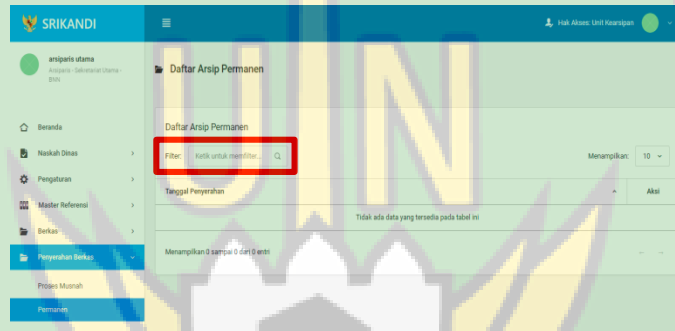 SRIKANDI
Hak Akses: Unit Kearsipan
arsiparis utama
Arsiparis - Sekretariat Utama -
BNN
Daftar Arsip Permanen
Beranda
Naskah Dinas
Pengaturan
Master Referensi
Berkas
Penyerahan Berkas
Proses Musnah
Permanen
Daftar Arsip Permanen
Filter: Ketik untuk memfilter...
Menampilkan: 10
Tanggal Penyerahan Aksi
Tidak ada data yang tersedia pada tabel ini
Menampilkan 0 sampai 0 dari 0 entri
UIN